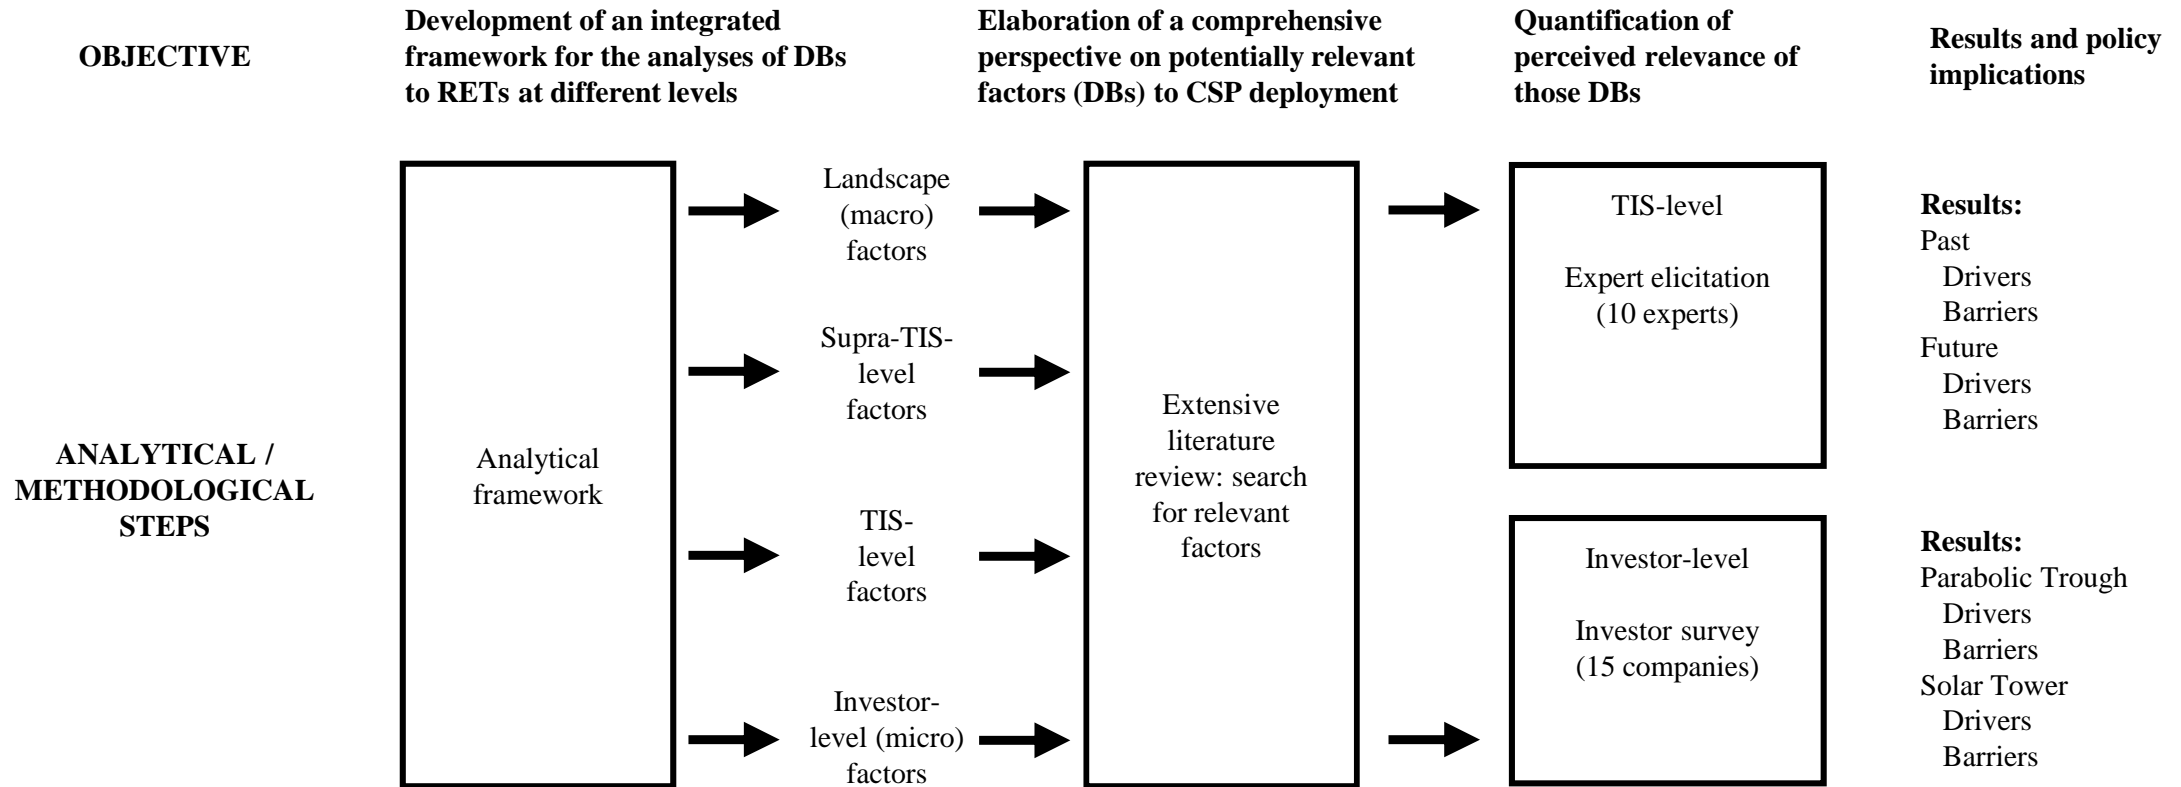 OBJECTIVE
Development of an integrated
framework for the analyses of DBs
to RETs at different levels
Elaboration of a comprehensive
perspective on potentially relevant
factors (DBs) to CSP deployment
Quantification of
perceived relevance of
those DBs
Results and policy
implications
ANALYTICAL /
METHODOLOGICAL
STEPS
Analytical
framework
Landscape
(macro)
factors
Supra-TIS-
level
factors
TIS-
level
factors
Investor-
level (micro)
factors
Extensive
literature
review: search
for relevant
factors
TIS-level
Expert elicitation
(10 experts)
Investor-level
Investor survey
(15 companies)
Results:
Past
Drivers
Barriers
Future
Drivers
Barriers
Results:
Parabolic Trough
Drivers
Barriers
Solar Tower
Drivers
Barriers